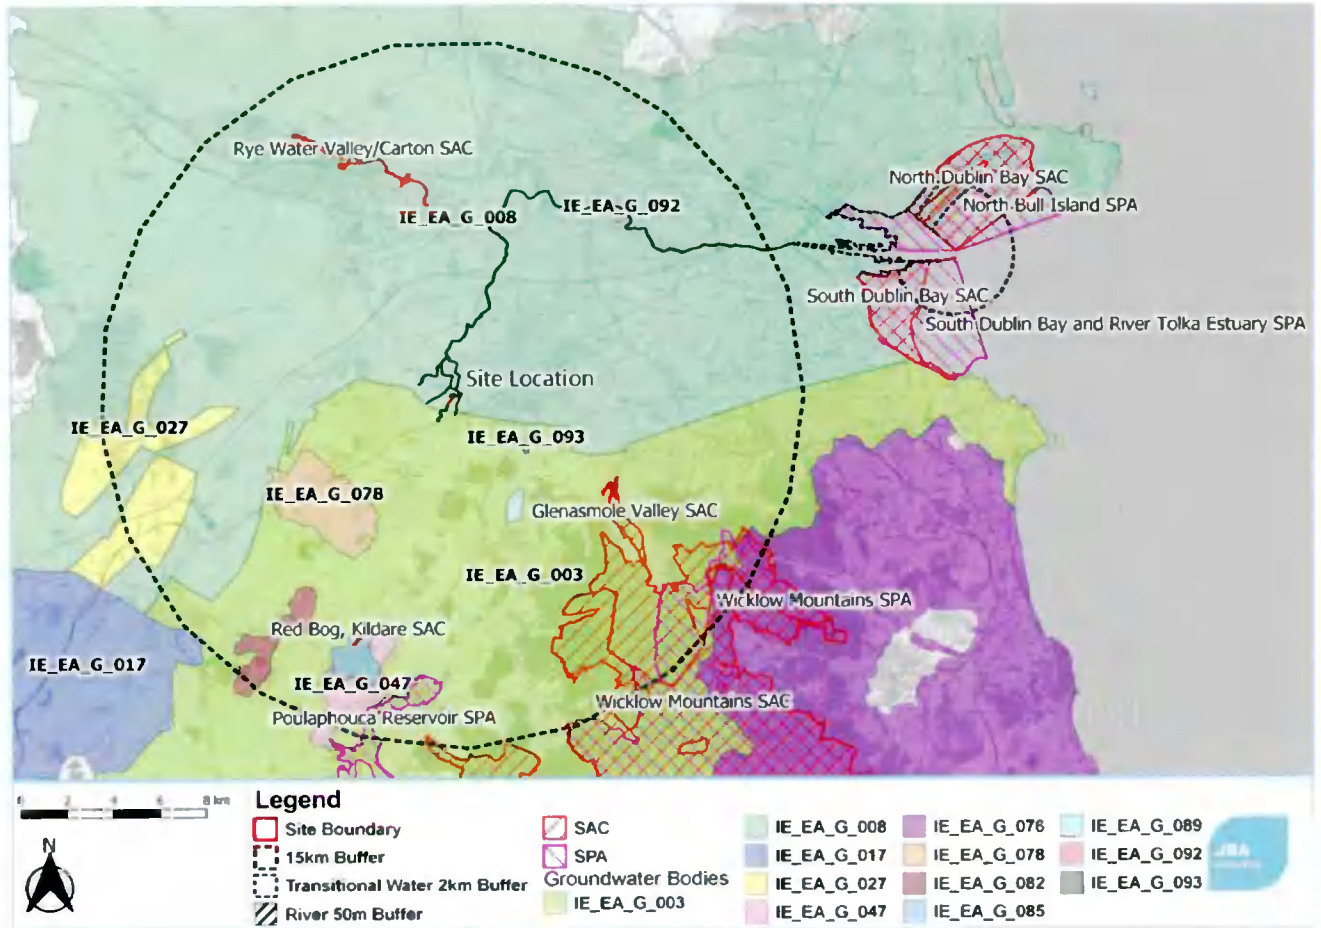 Rye Water Valley/Carton SAC
North Dublin Bay SAC
North Bull Island SPA
IE_EA_G_008
IE_EA_G_092
South Dublin Bay SAC
South Dublin Bay and River Tolka Estuary SPA
Site Location
IE_EA_G_027
IE_EA_G_093
IE_EA_G_078
Glenasmole Valley SAC
IE_EA_G_003
Wicklow Mountains SPA
Red Bog, Kildare SAC
IE_EA_G_017
IE_EA_G_047
Wicklow Mountains SAC
Poulaphouca Reservoir SPA
2 4 6 8 km
N
Legend
Site Boundary
15km Buffer
Transitional Water 2km Buffer
River 50m Buffer
SAC
SPA
Groundwater Bodies
IE_EA_G_003
IE_EA_G_008
IE_EA_G_017
IE_EA_G_027
IE_EA_G_047
IE_EA_G_076
IE_EA_G_078
IE_EA_G_082
IE_EA_G_085
IE_EA_G_089
IE_EA_G_092
IE_EA_G_093
JBA